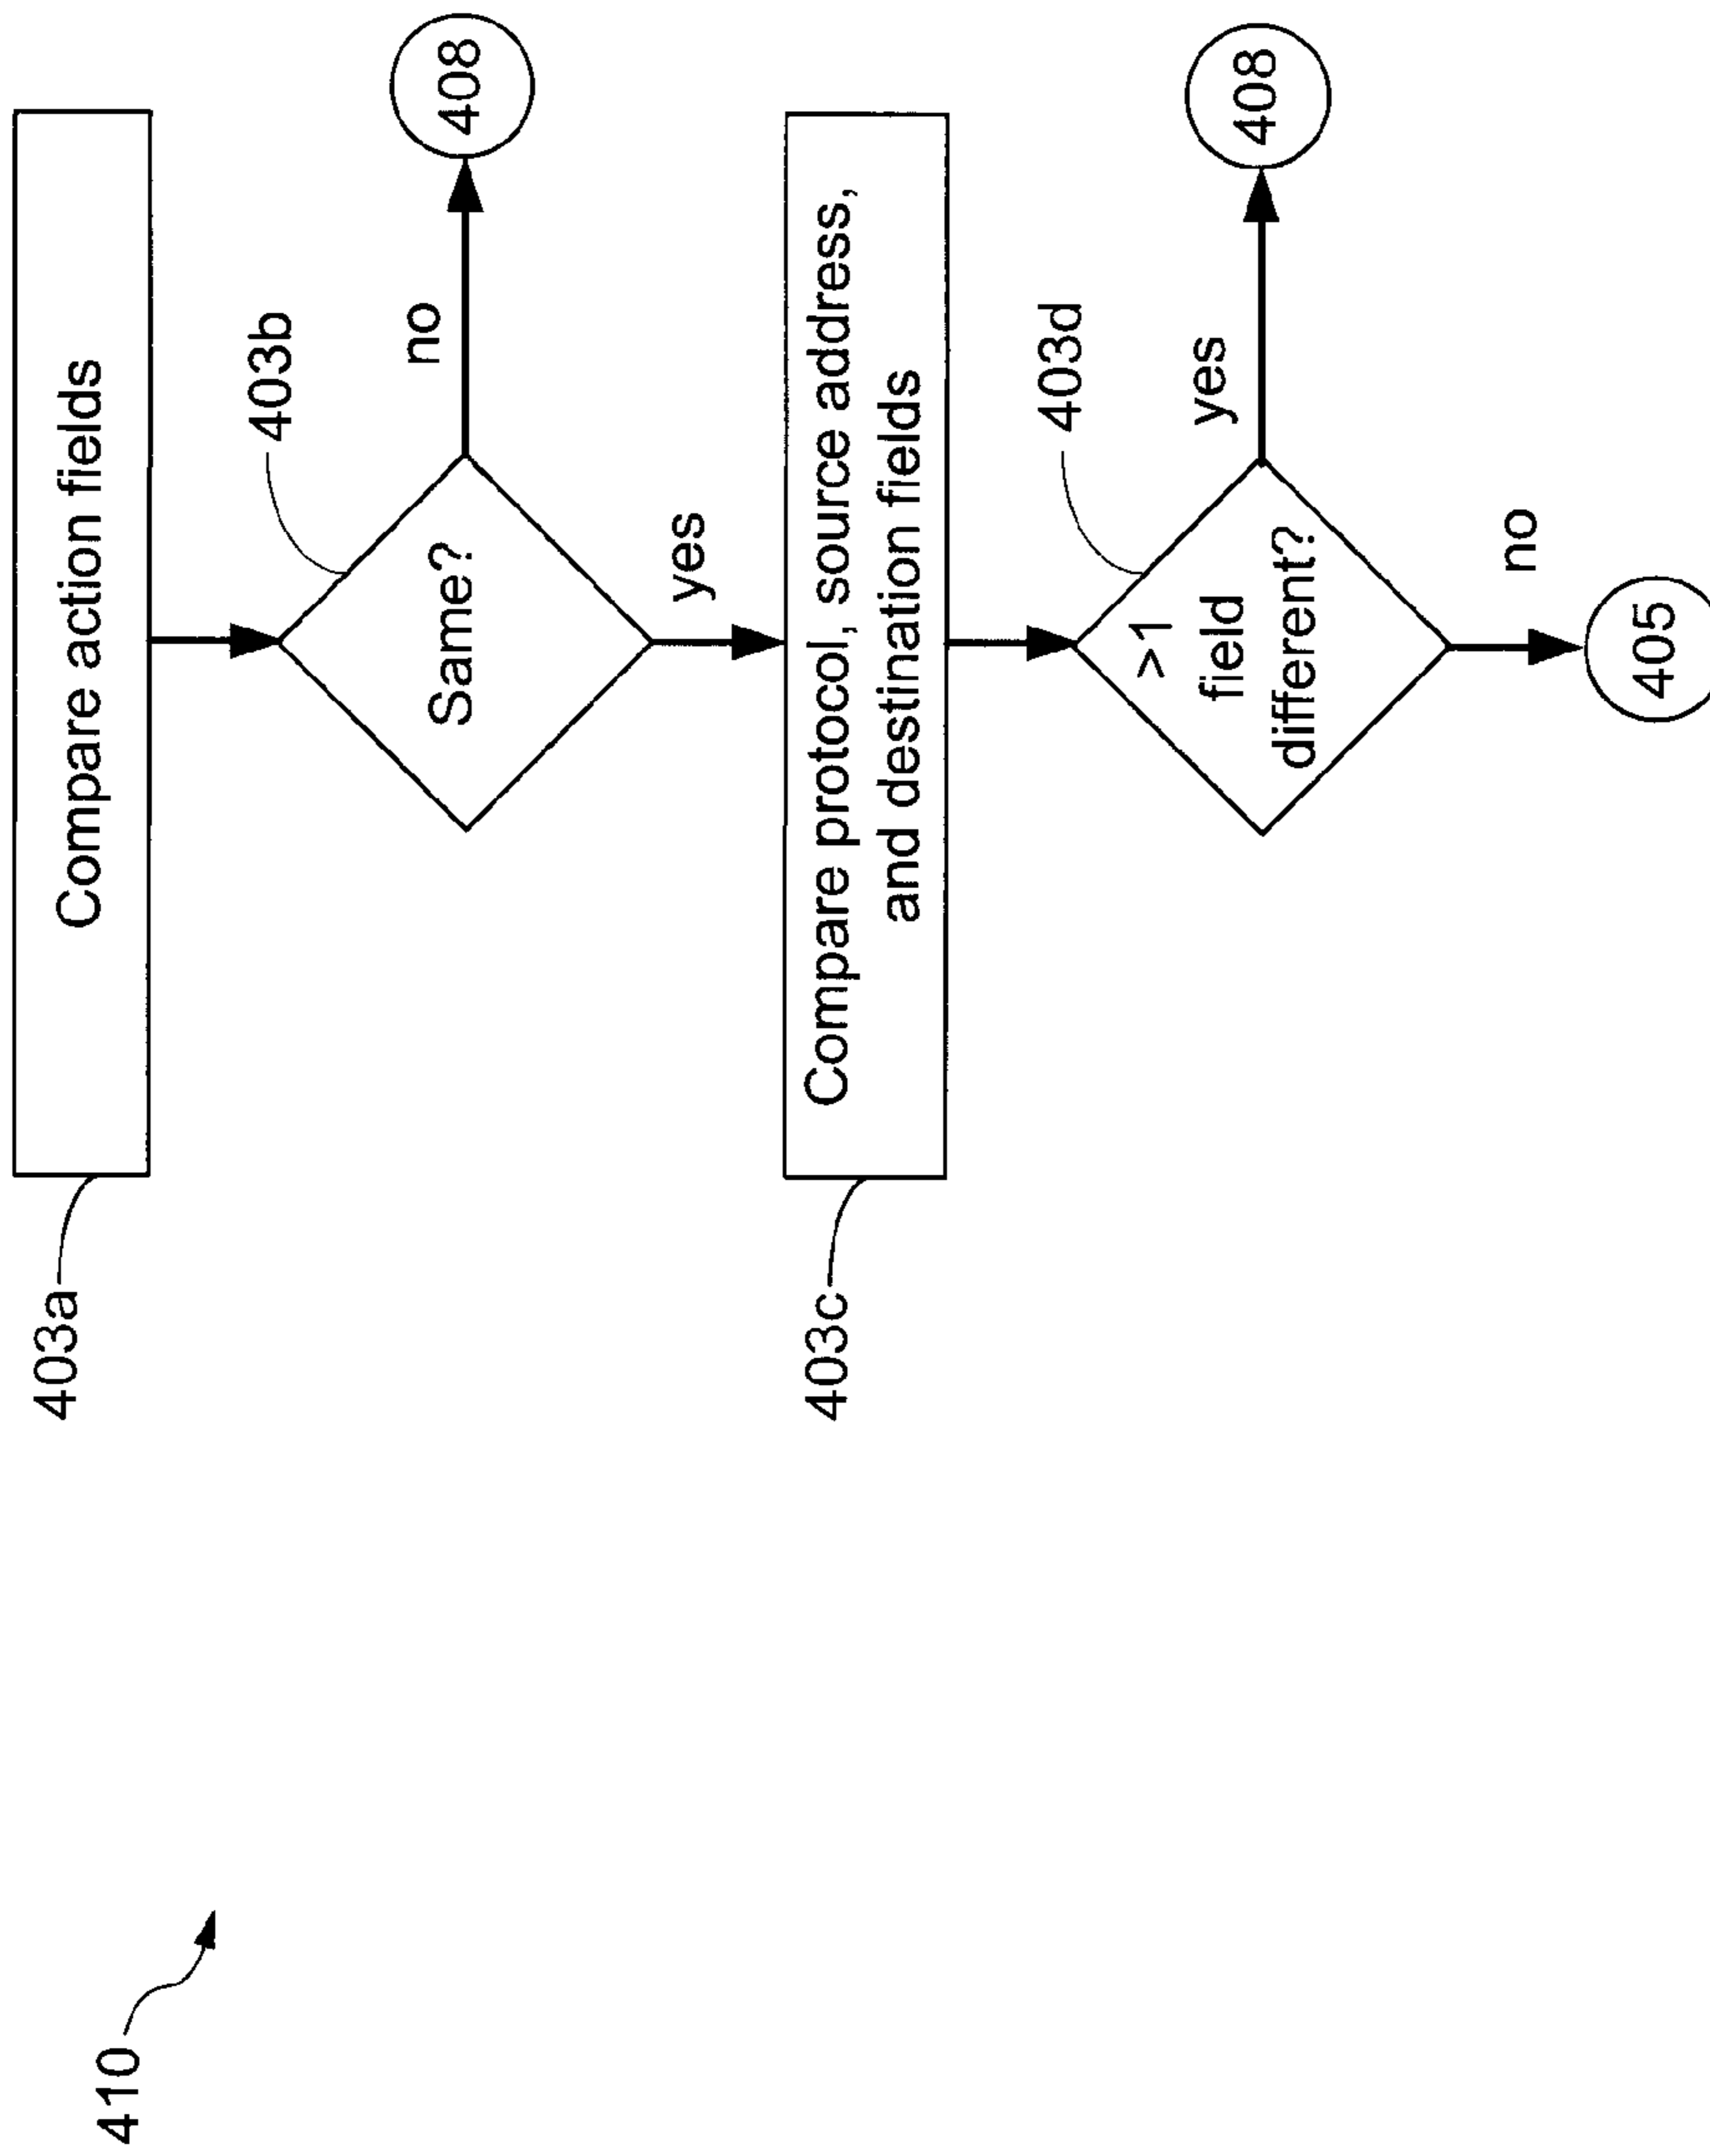 410
403a
Compare action fields
403b
Same?
no
408
yes
403c
Compare protocol, source address,
and destination fields
403d
>1
field
different?
yes
408
no
405